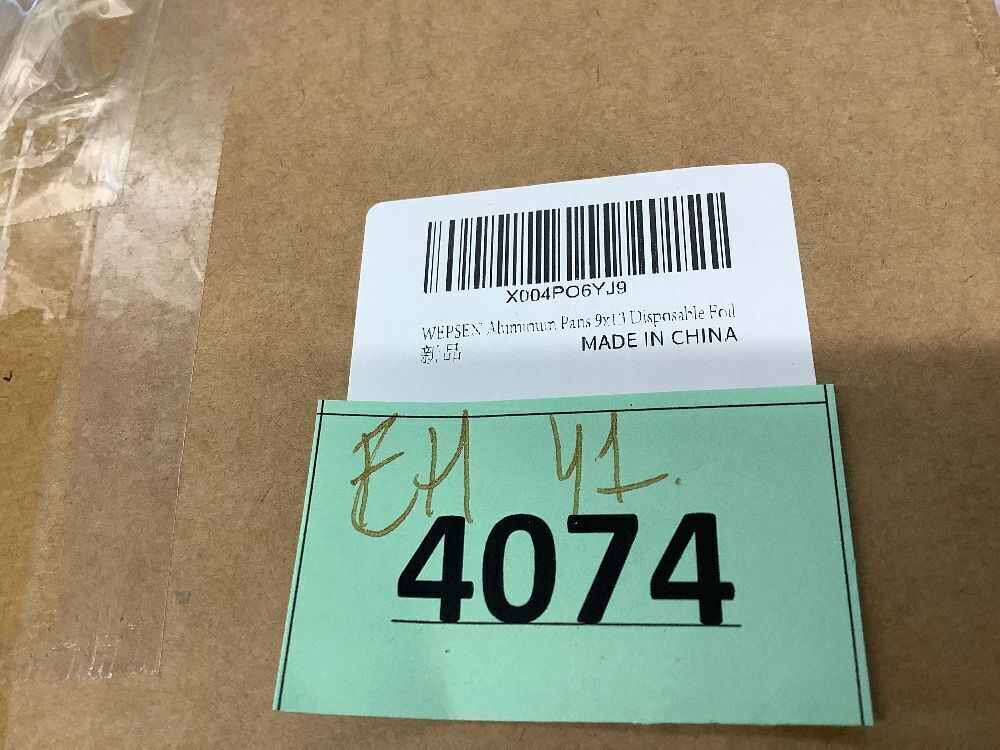 X004PO6YJ9
WEPSEN Aluminum Pans 9x13 Disposable Foil
新品
MADE IN CHINA
EH 41.
4074